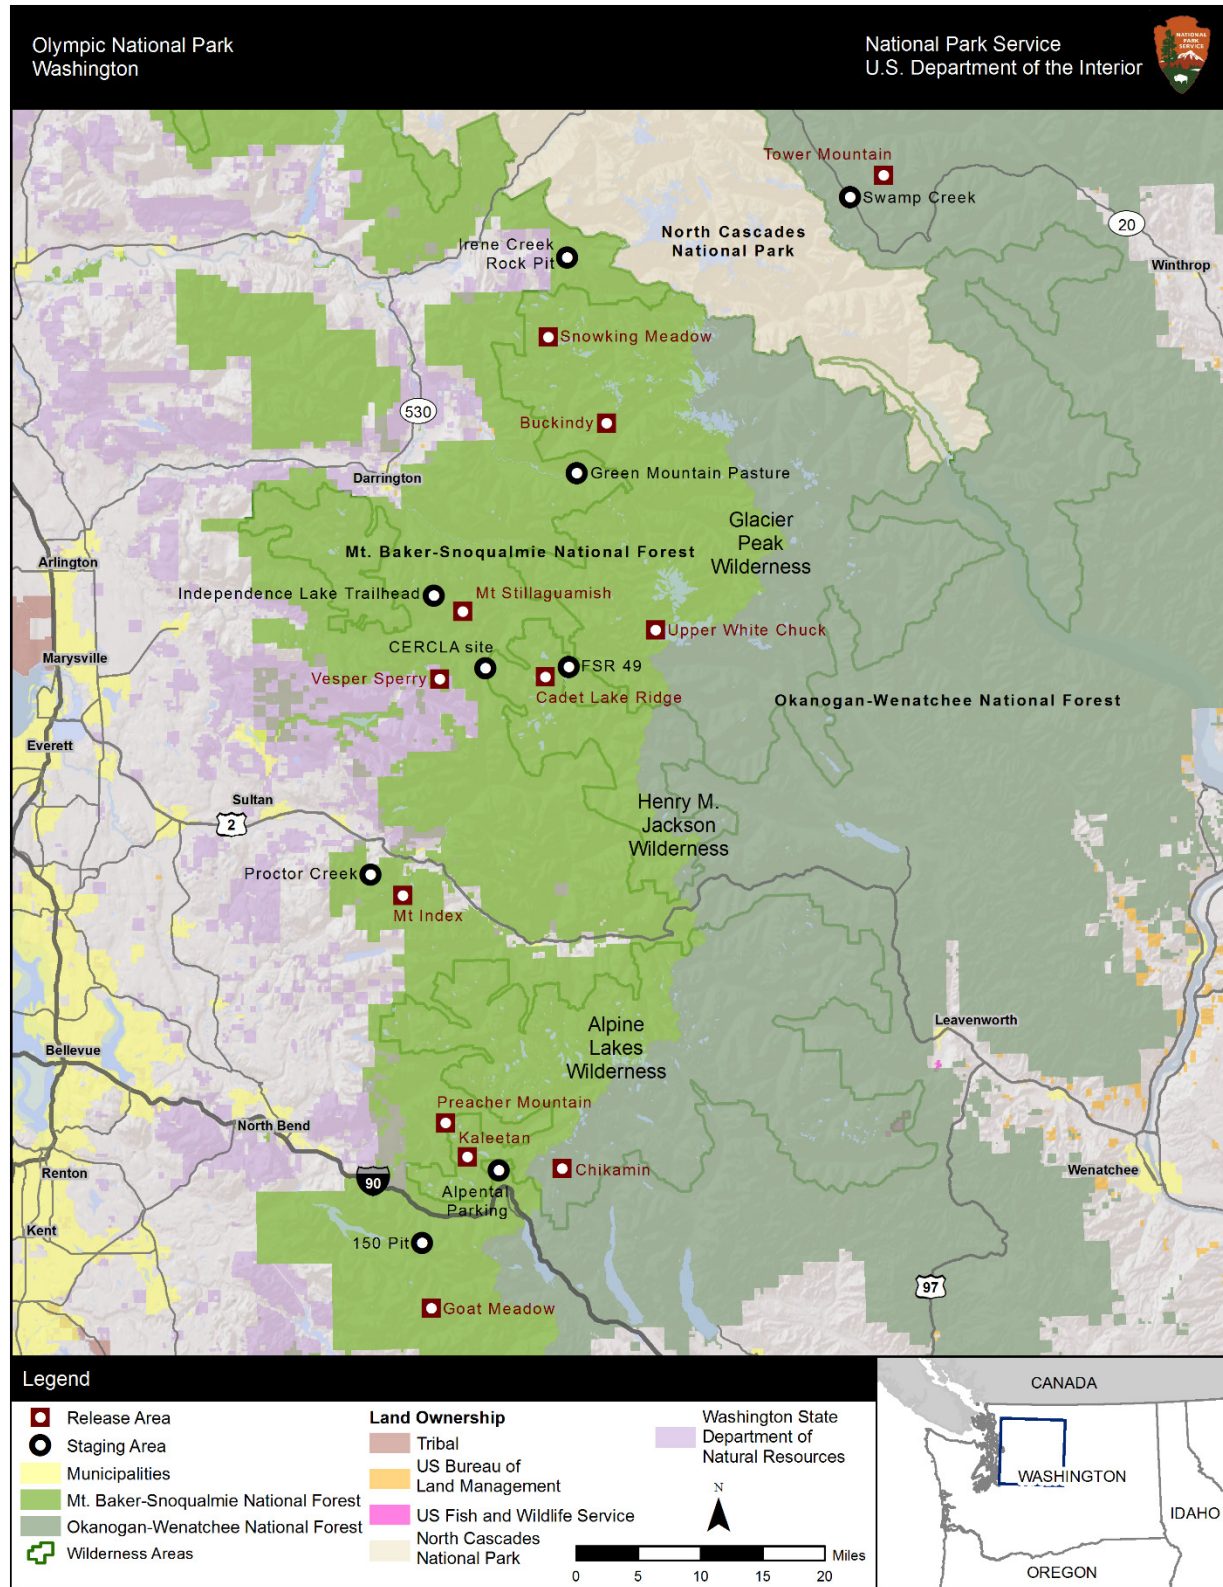 Olympic National Park
Washington
National Park Service
U.S. Department of the Interior
NATIONAL
PARK
SERVICE
Tower Mountain
Swamp Creek
North Cascades
National Park
20
Irene Creek
Rock Pit
Winthrop
Snowking Meadow
530
Buckindy
Green Mountain Pasture
Darrington
Glacier
Peak
Wilderness
Mt. Baker-Snoqualmie National Forest
Arlington
Independence Lake Trailhead
Mt Stillaguamish
Upper White Chuck
CERCLA site
Marysville
FSR 49
Vesper Sperry
Cadet Lake Ridge
Okanogan-Wenatchee National Forest
Everett
Sultan
2
Henry M.
Jackson
Wilderness
Proctor Creek
Mt Index
Leavenworth
Alpine
Lakes
Wilderness
Bellevue
Preacher Mountain
North Bend
Kaleetan
Renton
90
Chikamin
Wenatchee
Alpental
Parking
Kent
150 Pit
97
Goat Meadow
Legend
Release Area
Staging Area
Municipalities
Mt. Baker-Snoqualmie National Forest
Okanogan-Wenatchee National Forest
Wilderness Areas
Land Ownership
Tribal
US Bureau of
Land Management
US Fish and Wildlife Service
North Cascades
National Park
Washington State
Department of
Natural Resources
N
Miles
0 5 10 15 20
CANADA
WASHINGTON
IDAHO
OREGON